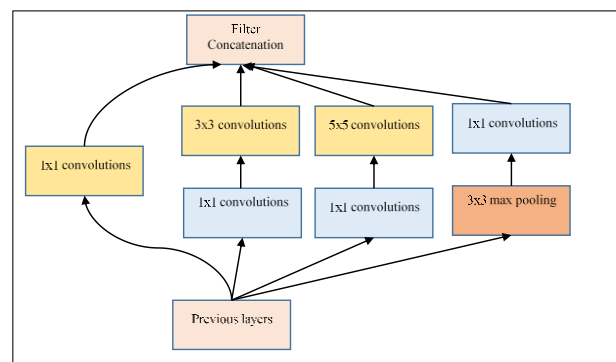 Filter
Concatenation
3x3 convolutions
5x5 convolutions
1x1 convolutions
1x1 convolutions
1x1 convolutions
1x1 convolutions
3x3 max pooling
Previous layers